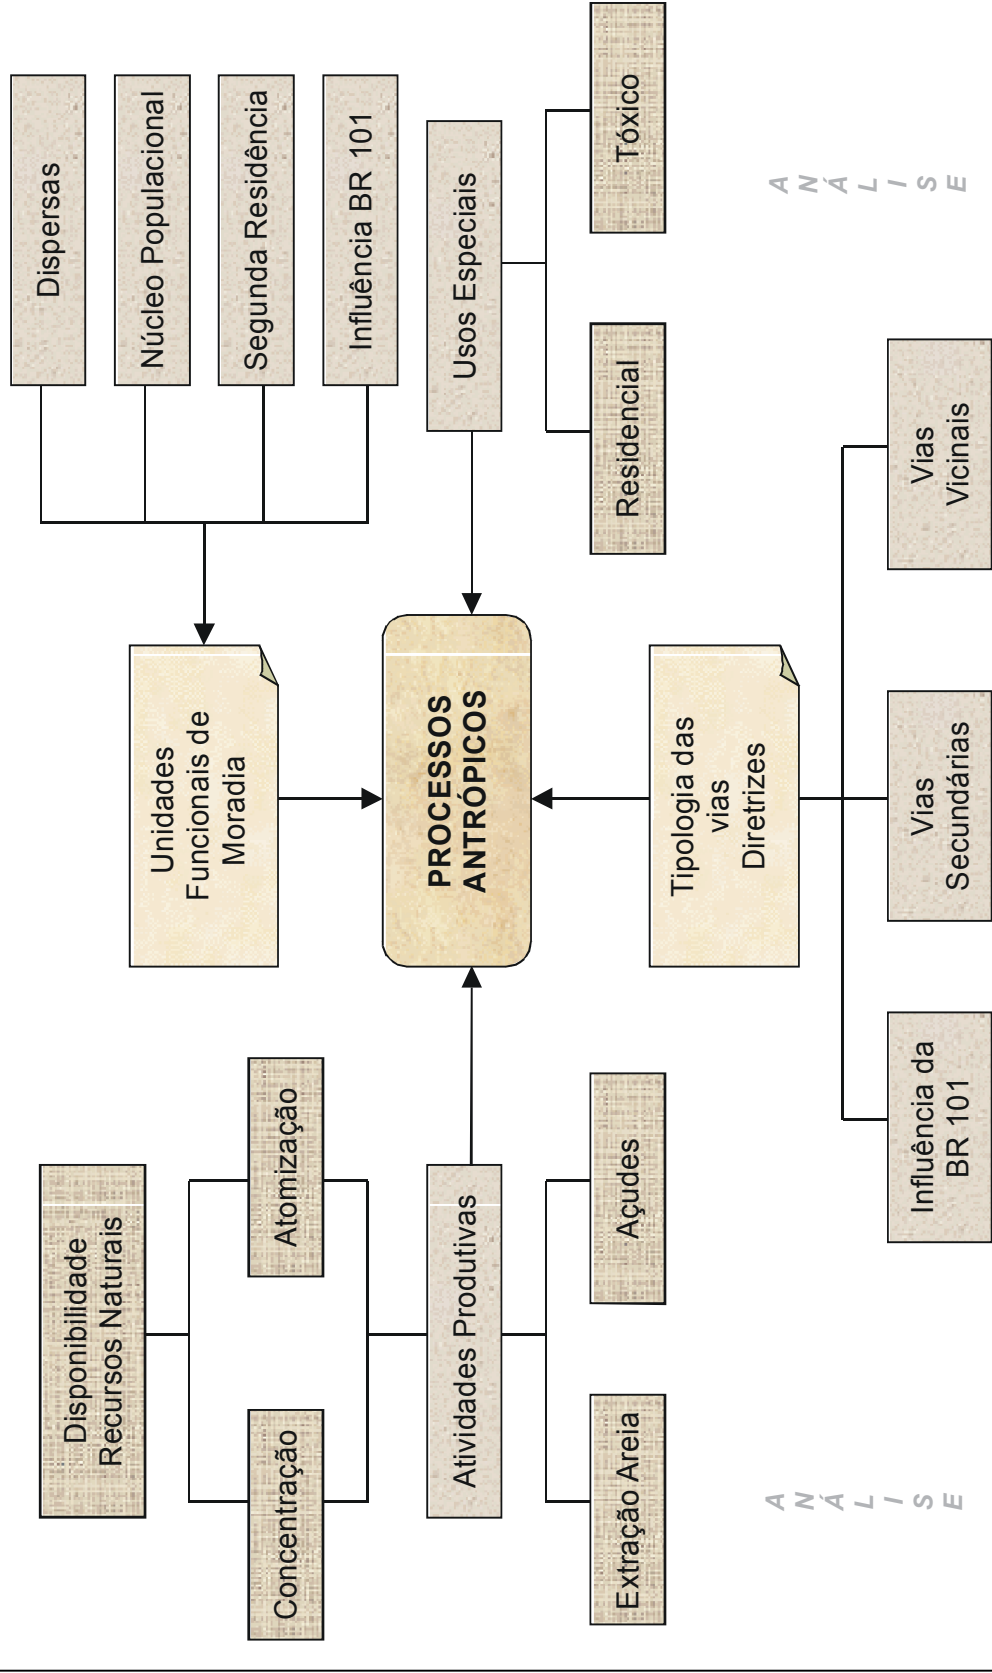 Disponibilidade
Recursos Naturais
Concentração
Atomização
Atividades Produtivas
Extração Areia
Açudes
Unidades
Funcionais de
Moradia
Dispersas
Núcleo Populacional
Segunda Residência
Influência BR 101
PROCESSOS
ANTRÓPICOS
Usos Especiais
Residencial
Tóxico
Tipologia das
vias
Diretrizes
Influência da
BR 101
Vias
Secundárias
Vias
Vicinais
A
N
Á
L
I
S
E
A
N
Á
L
I
S
E